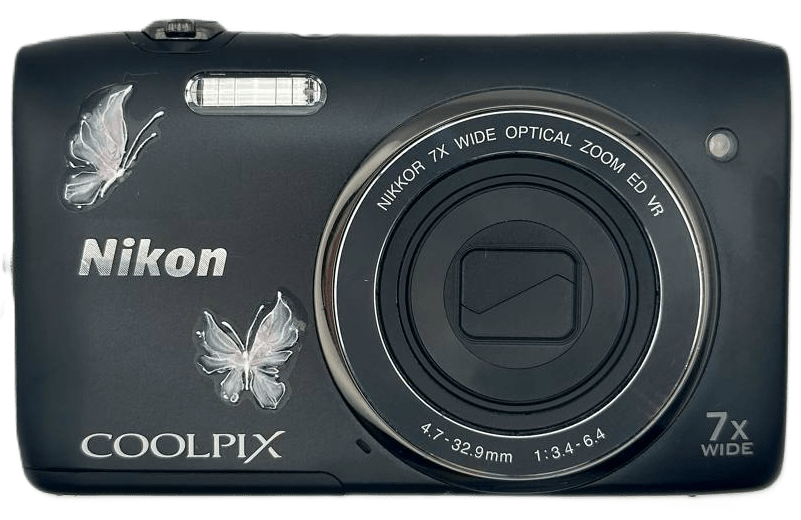 NIKKOR 7X WIDE OPTICAL ZOOM ED VR
Nikon
COOLPIX
4.7-32.9mm 1:3.4-6.4
7x
WIDE